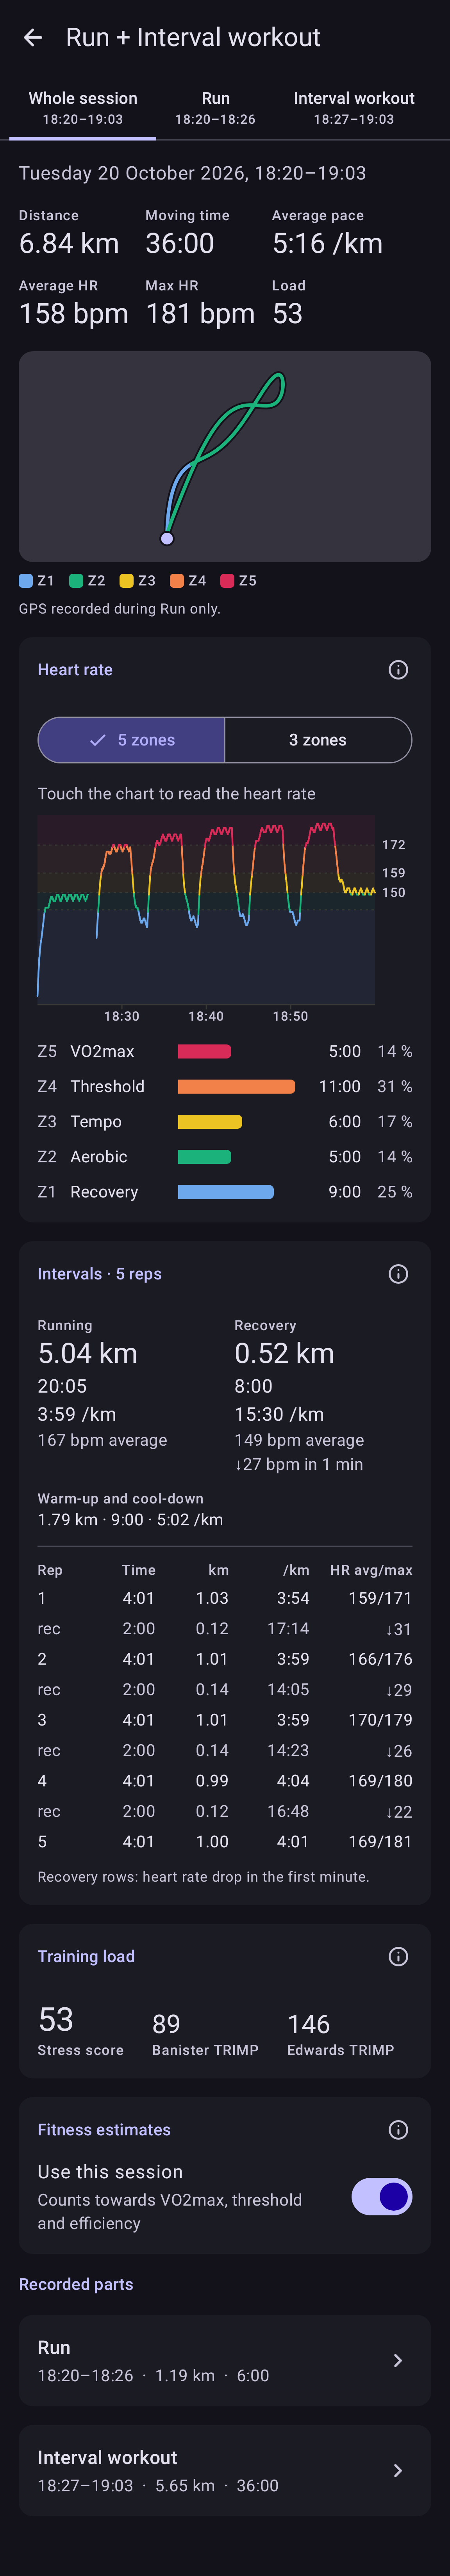 Run + Interval workout
Whole session
18:20–19:03
Run
18:20–18:26
Interval workout
18:27–19:03
Tuesday 20 October 2026, 18:20–19:03
Distance Moving time Average pace
6.84 km 36:00 5:16 /km
Average HR Max HR Load
158 bpm 181 bpm 53
Z1 Z2 Z3 Z4 Z5
GPS recorded during Run only.
Heart rate
5 zones 3 zones
Touch the chart to read the heart rate
172
159
150
18:30 18:40 18:50
Z5 VO2max 5:00 14 %
Z4 Threshold 11:00 31 %
Z3 Tempo 6:00 17 %
Z2 Aerobic 5:00 14 %
Z1 Recovery 9:00 25 %
Intervals · 5 reps
Running Recovery
5.04 km 0.52 km
20:05 8:00
3:59 /km 15:30 /km
167 bpm average 149 bpm average
↓27 bpm in 1 min
Warm-up and cool-down
1.79 km · 9:00 · 5:02 /km
Rep Time km /km HR avg/max
1 4:01 1.03 3:54 159/171
rec 2:00 0.12 17:14 ↓31
2 4:01 1.01 3:59 166/176
rec 2:00 0.14 14:05 ↓29
3 4:01 1.01 3:59 170/179
rec 2:00 0.14 14:23 ↓26
4 4:01 0.99 4:04 169/180
rec 2:00 0.12 16:48 ↓22
5 4:01 1.00 4:01 169/181
Recovery rows: heart rate drop in the first minute.
Training load
53 89 146
Stress score Banister TRIMP Edwards TRIMP
Fitness estimates
Use this session
Counts towards VO2max, threshold
and efficiency
Recorded parts
Run
18:20–18:26 · 1.19 km · 6:00
Interval workout
18:27–19:03 · 5.65 km · 36:00